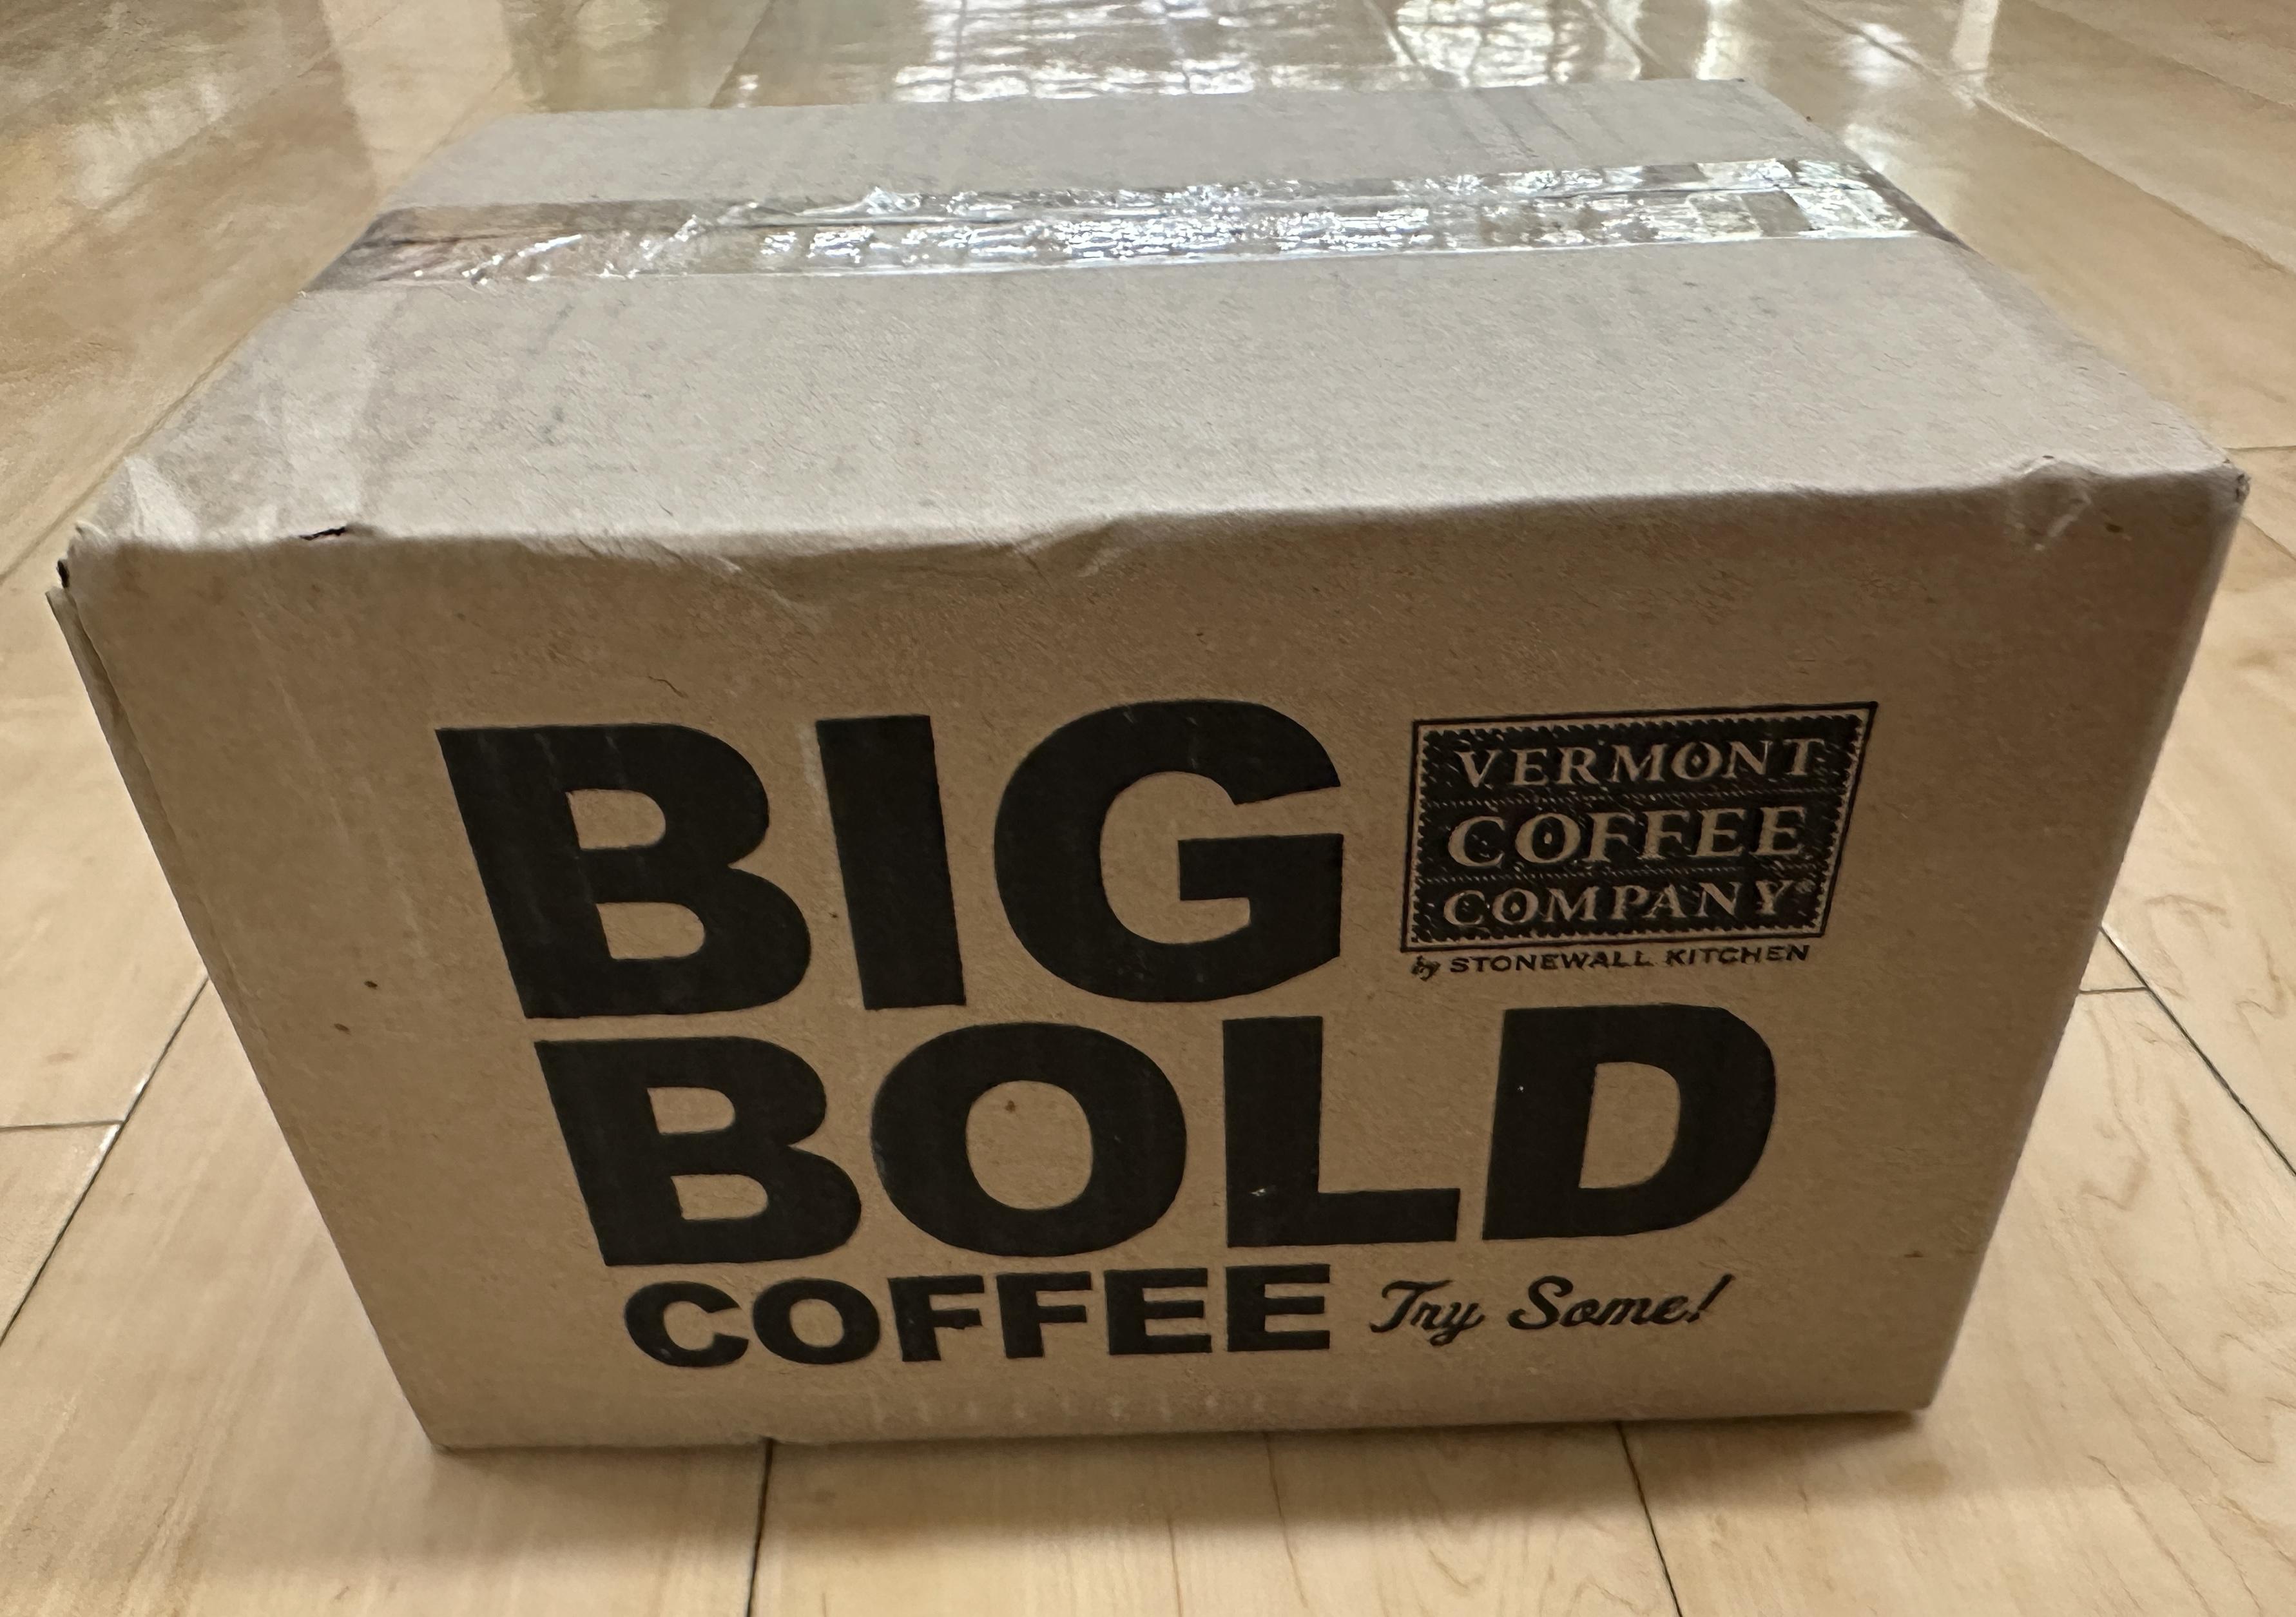 BIG
VERMONT
COFFEE
COMPANY®
by STONEWALL KITCHEN
BOLD
COFFEE Try Some!